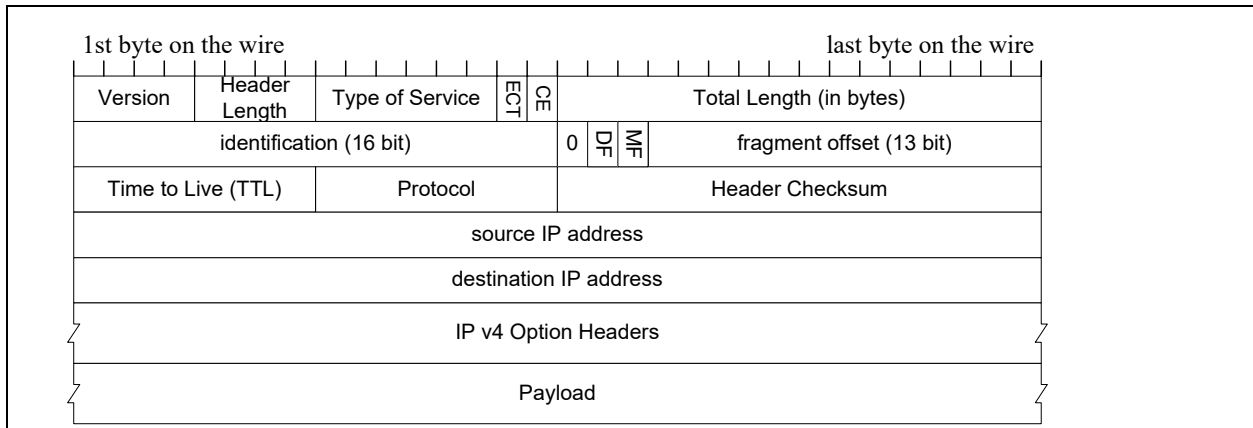 1st byte on the wire last byte on the wire
Version Header Length Type of Service ECT CE Total Length (in bytes)
identification (16 bit) 0 DF MF fragment offset (13 bit)
Time to Live (TTL) Protocol Header Checksum
source IP address
destination IP address
IP v4 Option Headers
Payload